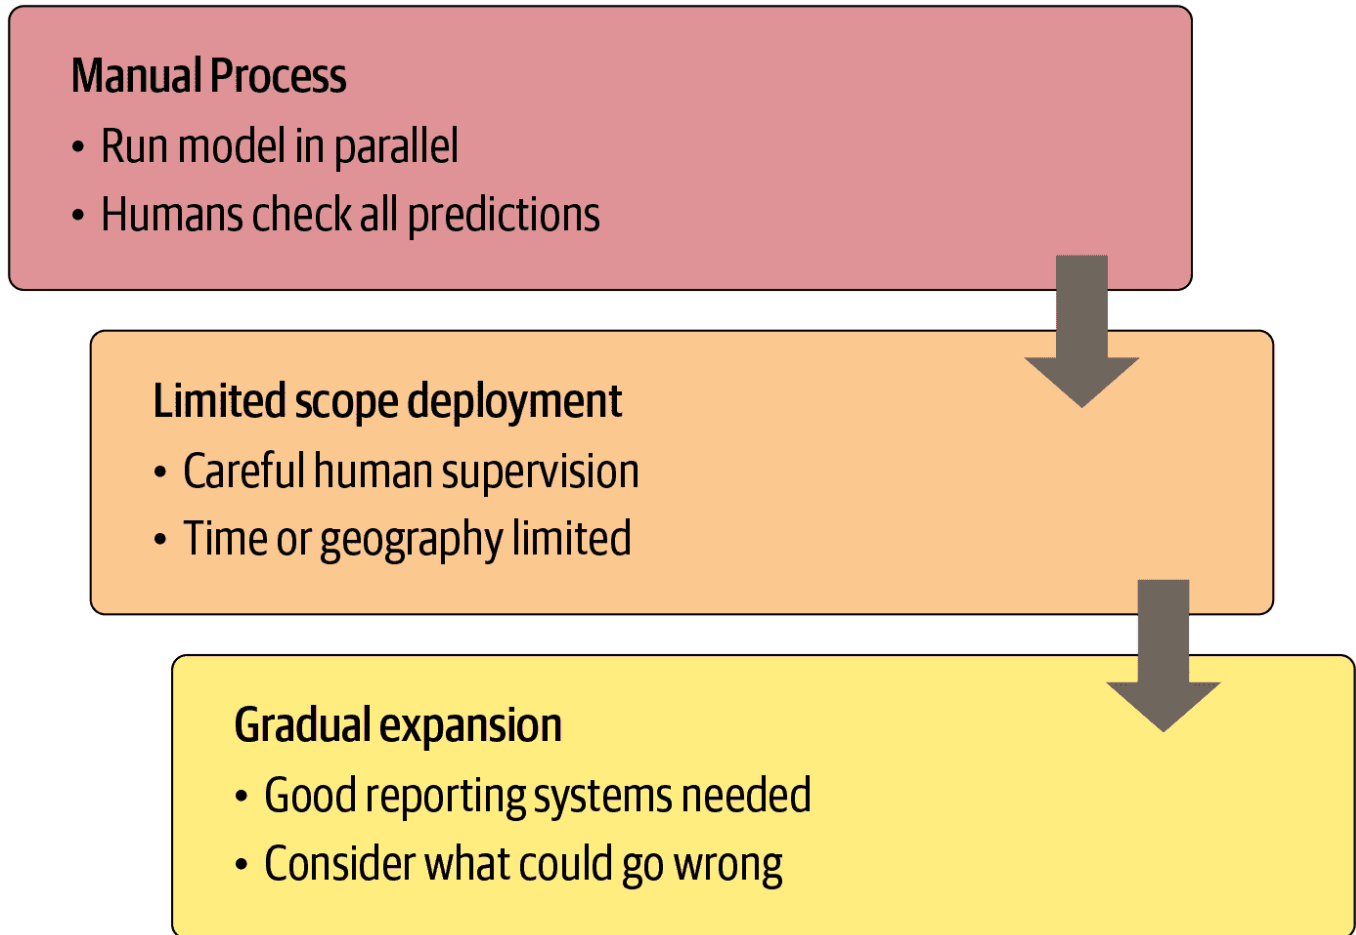 Manual Process
• Run model in parallel
• Humans check all predictions
Limited scope deployment
• Careful human supervision
• Time or geography limited
Gradual expansion
• Good reporting systems needed
• Consider what could go wrong